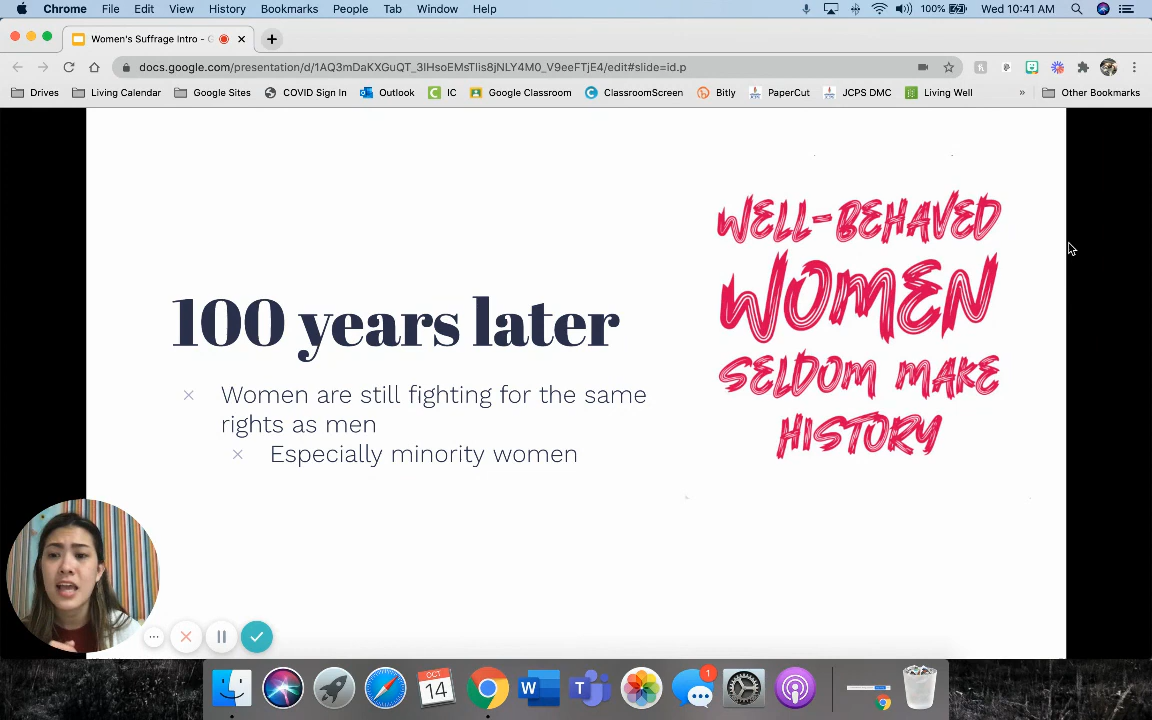 Chrome File Edit View History Bookmarks People Tab Window Help 100% Wed 10:41 AM
Women's Suffrage Intro -
docs.google.com/presentation/d/1AQ3mDaKXGuQT_3IHsoEMsTlis8jNLY4M0_V9eeFTjE4/edit#slide=id.p
Drives Living Calendar Google Sites COVID Sign In Outlook IC Google Classroom ClassroomScreen Bitly PaperCut JCPS DMC Living Well » Other Bookmarks
WELL-BEHAVED
WOMEN
SELDOM MAKE
HISTORY
100 years later
Women are still fighting for the same
rights as men
Especially minority women
OCT
14
W
T
1